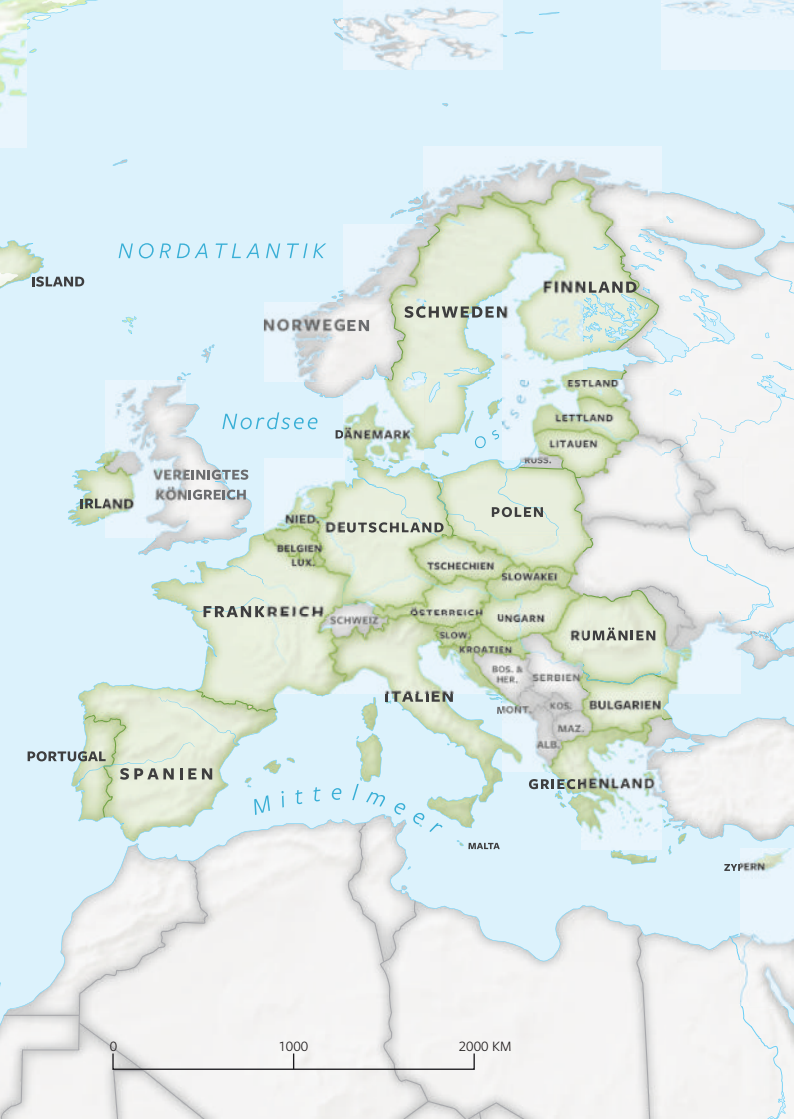 NORDATLANTIK
ISLAND
FINNLAND
SCHWEDEN
NORWEGEN
ESTLAND
Ostsee
LETTLAND
Nordsee
DÄNEMARK
LITAUEN
RUSS.
VEREINIGTES
KÖNIGREICH
IRLAND
POLEN
NIED.
DEUTSCHLAND
BELGIEN
LUX.
TSCHECHIEN
SLOWAKEI
FRANKREICH
ÖSTERREICH
SCHWEIZ
UNGARN
SLOW.
RUMÄNIEN
KROATIEN
BOS. &
HER.
SERBIEN
ITALIEN
MONT.
KOS.
BULGARIEN
MAZ.
ALB.
PORTUGAL
SPANIEN
GRIECHENLAND
Mittelmeer
MALTA
ZYPERN
0 1000 2000 KM